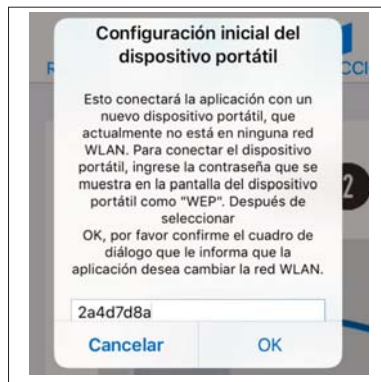 Configuración inicial del
dispositivo portátil
Esto conectará la aplicación con un
nuevo dispositivo portátil, que
actualmente no está en ninguna red
WLAN. Para conectar el dispositivo
portátil, ingrese la contraseña que se
muestra en la pantalla del dispositivo
portátil como "WEP". Después de
seleccionar
OK, por favor confirme el cuadro de
diálogo que le informa que la
aplicación desea cambiar la red WLAN.
2
2a4d7d8a
Cancelar OK